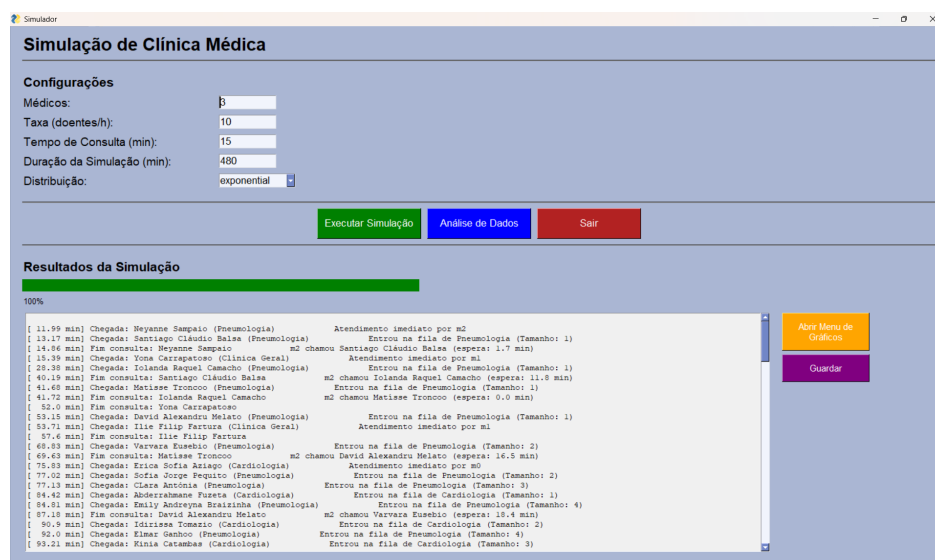 Simulador
Simulação de Clínica Médica
Configurações
Médicos: 3
Taxa (doentes/h): 10
Tempo de Consulta (min): 15
Duração da Simulação (min): 480
Distribuição: exponential
Executar Simulação Análise de Dados Sair
Resultados da Simulação
100%
[ 11.99 min] Chegada: Neyanne Sampaio (Pneumologia) Atendimento imediato por m2
[ 13.17 min] Chegada: Santiago Cláudio Balsa (Pneumologia) Entrou na fila de Pneumologia (Tamanho: 1)
[ 14.86 min] Fim consulta: Neyanne Sampaio m2 chamou Santiago Cláudio Balsa (espera: 1.7 min)
[ 15.39 min] Chegada: Yona Carrapatoso (Clínica Geral) Atendimento imediato por m1
[ 28.38 min] Chegada: Iolanda Raquel Camacho (Pneumologia) Entrou na fila de Pneumologia (Tamanho: 1)
[ 40.19 min] Fim consulta: Santiago Cláudio Balsa m2 chamou Iolanda Raquel Camacho (espera: 11.8 min)
[ 41.68 min] Chegada: Matisse Troncoo (Pneumologia) Entrou na fila de Pneumologia (Tamanho: 1)
[ 41.72 min] Fim consulta: Iolanda Raquel Camacho m2 chamou Matisse Troncoo (espera: 0.0 min)
[ 52.0 min] Fim consulta: Yona Carrapatoso
[ 53.15 min] Chegada: David Alexandru Melato (Pneumologia) Entrou na fila de Pneumologia (Tamanho: 1)
[ 53.71 min] Chegada: Ilie Filip Fartura (Clínica Geral) Atendimento imediato por m1
[ 57.6 min] Fim consulta: Ilie Filip Fartura
[ 68.83 min] Chegada: Varvara Eusebio (Pneumologia) Entrou na fila de Pneumologia (Tamanho: 2)
[ 69.63 min] Fim consulta: Matisse Troncoo m2 chamou David Alexandru Melato (espera: 16.5 min)
[ 75.83 min] Chegada: Erica Sofia Aziago (Cardiologia) Atendimento imediato por m0
[ 77.02 min] Chegada: Sofia Jorge Pequito (Pneumologia) Entrou na fila de Pneumologia (Tamanho: 2)
[ 77.13 min] Chegada: CLara Antónia (Pneumologia) Entrou na fila de Pneumologia (Tamanho: 3)
[ 84.42 min] Chegada: Abderrahmane Fuzeta (Cardiologia) Entrou na fila de Cardiologia (Tamanho: 1)
[ 84.81 min] Chegada: Emily Andreyna Braizinha (Pneumologia) Entrou na fila de Pneumologia (Tamanho: 4)
[ 87.18 min] Fim consulta: David Alexandru Melato m2 chamou Varvara Eusebio (espera: 18.4 min)
[ 90.9 min] Chegada: Idirissa Tomazio (Cardiologia) Entrou na fila de Cardiologia (Tamanho: 2)
[ 92.0 min] Chegada: Elmar Ganhoo (Pneumologia) Entrou na fila de Pneumologia (Tamanho: 4)
[ 93.21 min] Chegada: Kinia Catambas (Cardiologia) Entrou na fila de Cardiologia (Tamanho: 3)
Abrir Menu de
Gráficos
Guardar